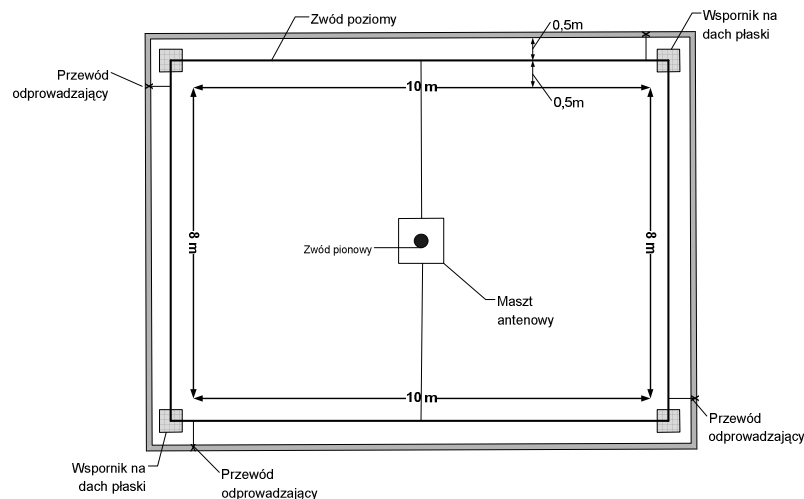 Zwód poziomy
0,5m
Wspornik na
dach płaski
Przewód
odprowadzający
10 m
0,5m
8 m
8 m
Zwód pionowy
Maszt
antenowy
10 m
Przewód
odprowadzający
Wspornik na
dach płaski
Przewód
odprowadzający